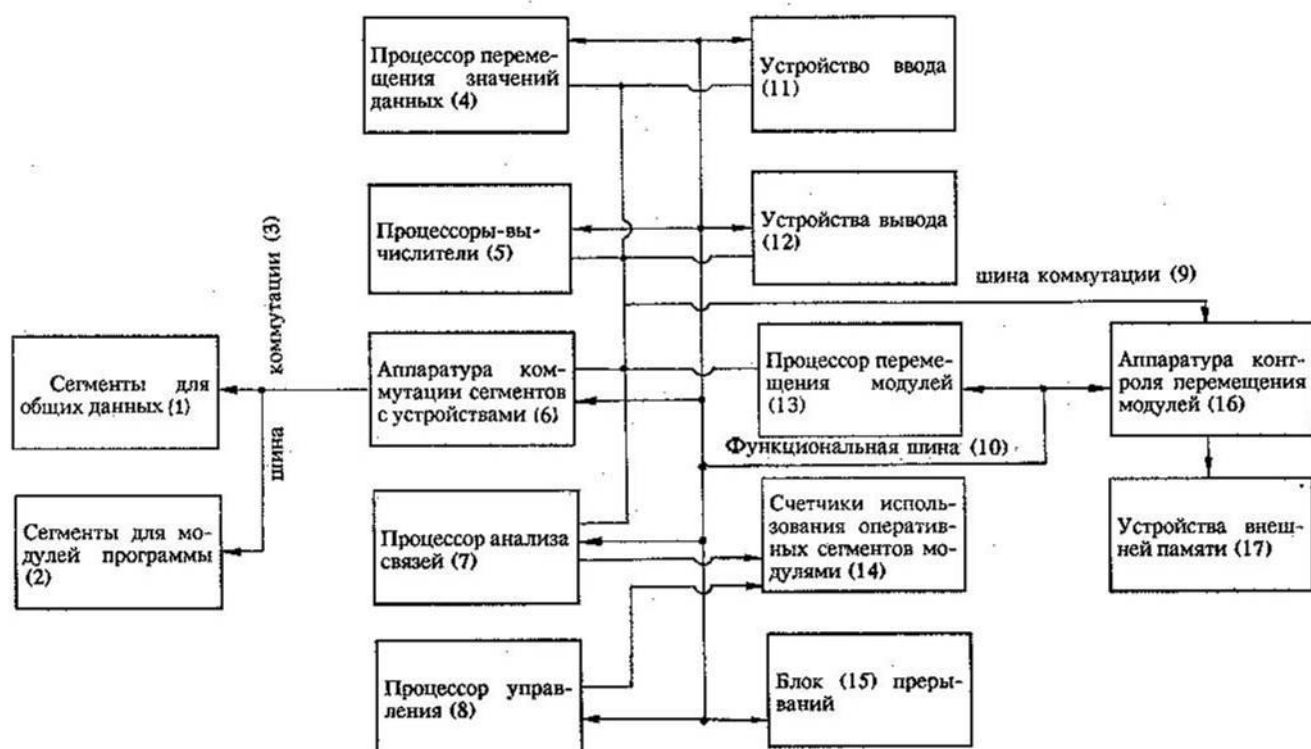 Процессор переме-
щения значений
данных (4)
Устройство ввода
(11)
Процессоры-вы-
числители (5)
Устройства вывода
(12)
шина коммутации (3)
шина коммутации (9)
Сегменты для
общих данных (1)
Аппаратура ком-
мутации сегментов
с устройствами (6)
Процессор переме-
щения модулей
(13)
Аппаратура конт-
роля перемещения
модулей (16)
Функциональная шина (10)
Сегменты для мо-
дулей программы
(2)
Процессор анализа
связей (7)
Счетчики исполь-
зования оператив-
ных сегментов мо-
дулями (14)
Устройства внеш-
ней памяти (17)
Процессор управ-
ления (8)
Блок (15) преры-
ваний